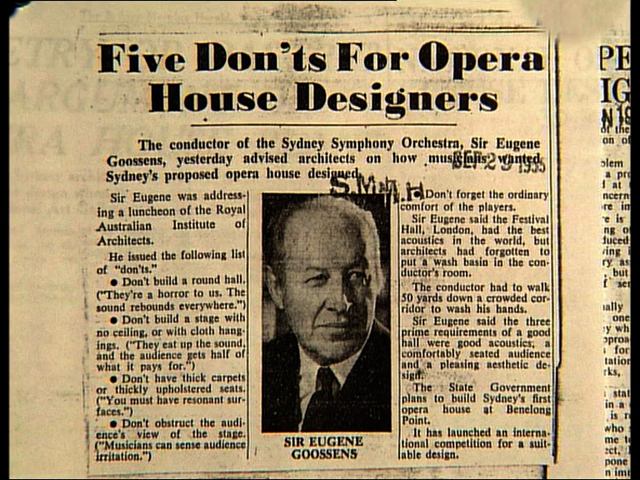 Five Don'ts For Opera
House Designers
The conductor of the Sydney Symphony Orchestra, Sir Eugene
Goossens, yesterday advised architects on how musicians wanted
Sydney's proposed opera house designed.
SEP 29 1955
S.M.H.
Sir Eugene was address-
ing a luncheon of the Royal
Australian Institute of
Architects.
He issued the following list
of "don'ts."
● Don't build a round hall.
("They're a horror to us. The
sound rebounds everywhere.")
● Don't build a stage with
no ceiling, or with cloth hang-
ings. ("They eat up the sound,
and the audience gets half of
what it pays for.")
● Don't have thick carpets
or thickly upholstered seats.
("You must have resonant sur-
faces.")
● Don't obstruct the audi-
ence's view of the stage.
("Musicians can sense audience
irritation.")
SIR EUGENE
GOOSSENS
Don't forget the ordinary
comfort of the players.
Sir Eugene said the Festival
Hall, London, had the best
acoustics in the world, but
architects had forgotten to
put a wash basin in the con-
ductor's room.
The conductor had to walk
50 yards down a crowded cor-
ridor to wash his hands.
Sir Eugene said the three
prime requirements of a good
hall were good acoustics, a
comfortably seated audience
and a pleasing aesthetic de-
sign.
The State Government
plans to build Sydney's first
opera house at Benelong
Point.
It has launched an interna-
tional competition for a suit-
able design.